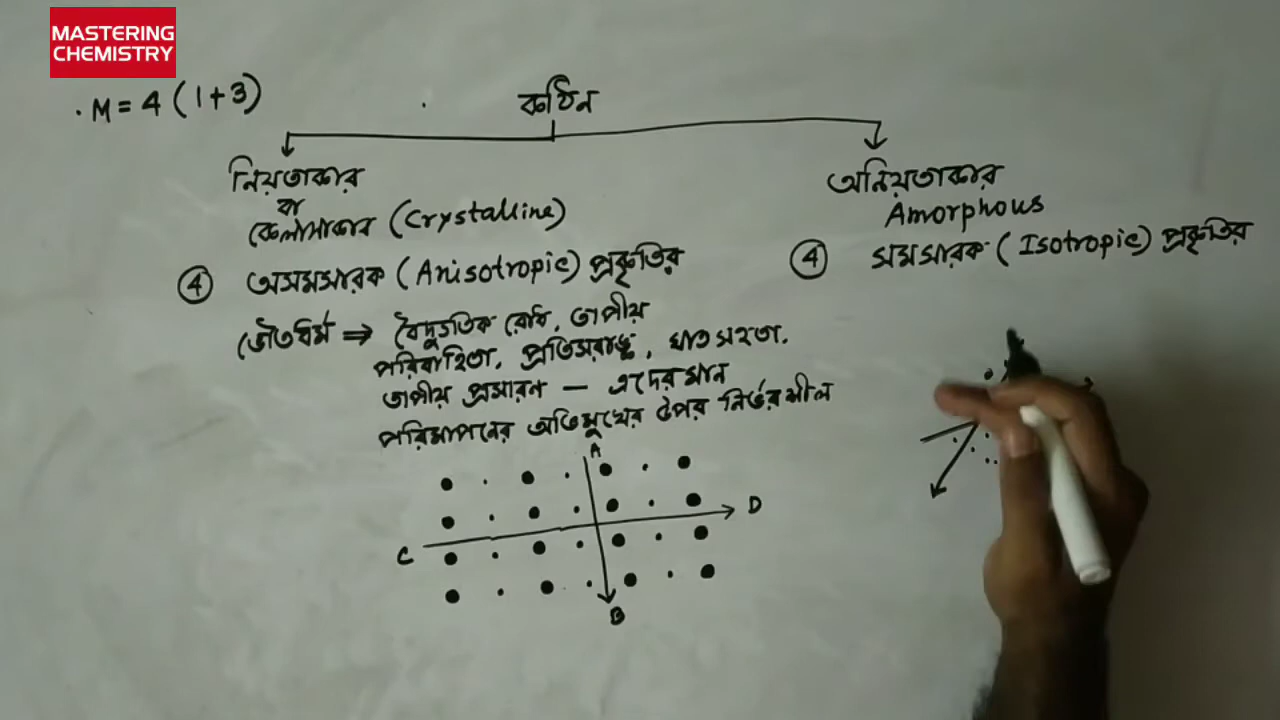 MASTERING
CHEMISTRY
. M = 4 (1+3)
কঠিন
নিয়তাকার
বা
কেলাসাকার (Crystalline)
④ অসমসারক (Anisotropic) প্রকৃতির
ভৌতধর্ম ⇒ বৈদ্যুতিক রোধ, তাপীয়
পরিবাহিতা, প্রতিসরাঙ্ক, ঘাতসহতা,
তাপীয় প্রসারণ — এদের মান
পরিমাপনের অভিমুখের উপর নির্ভরশীল
A
D
C
B
অনিয়তাকার
Amorphous
④ সমসারক (Isotropic) প্রকৃতির